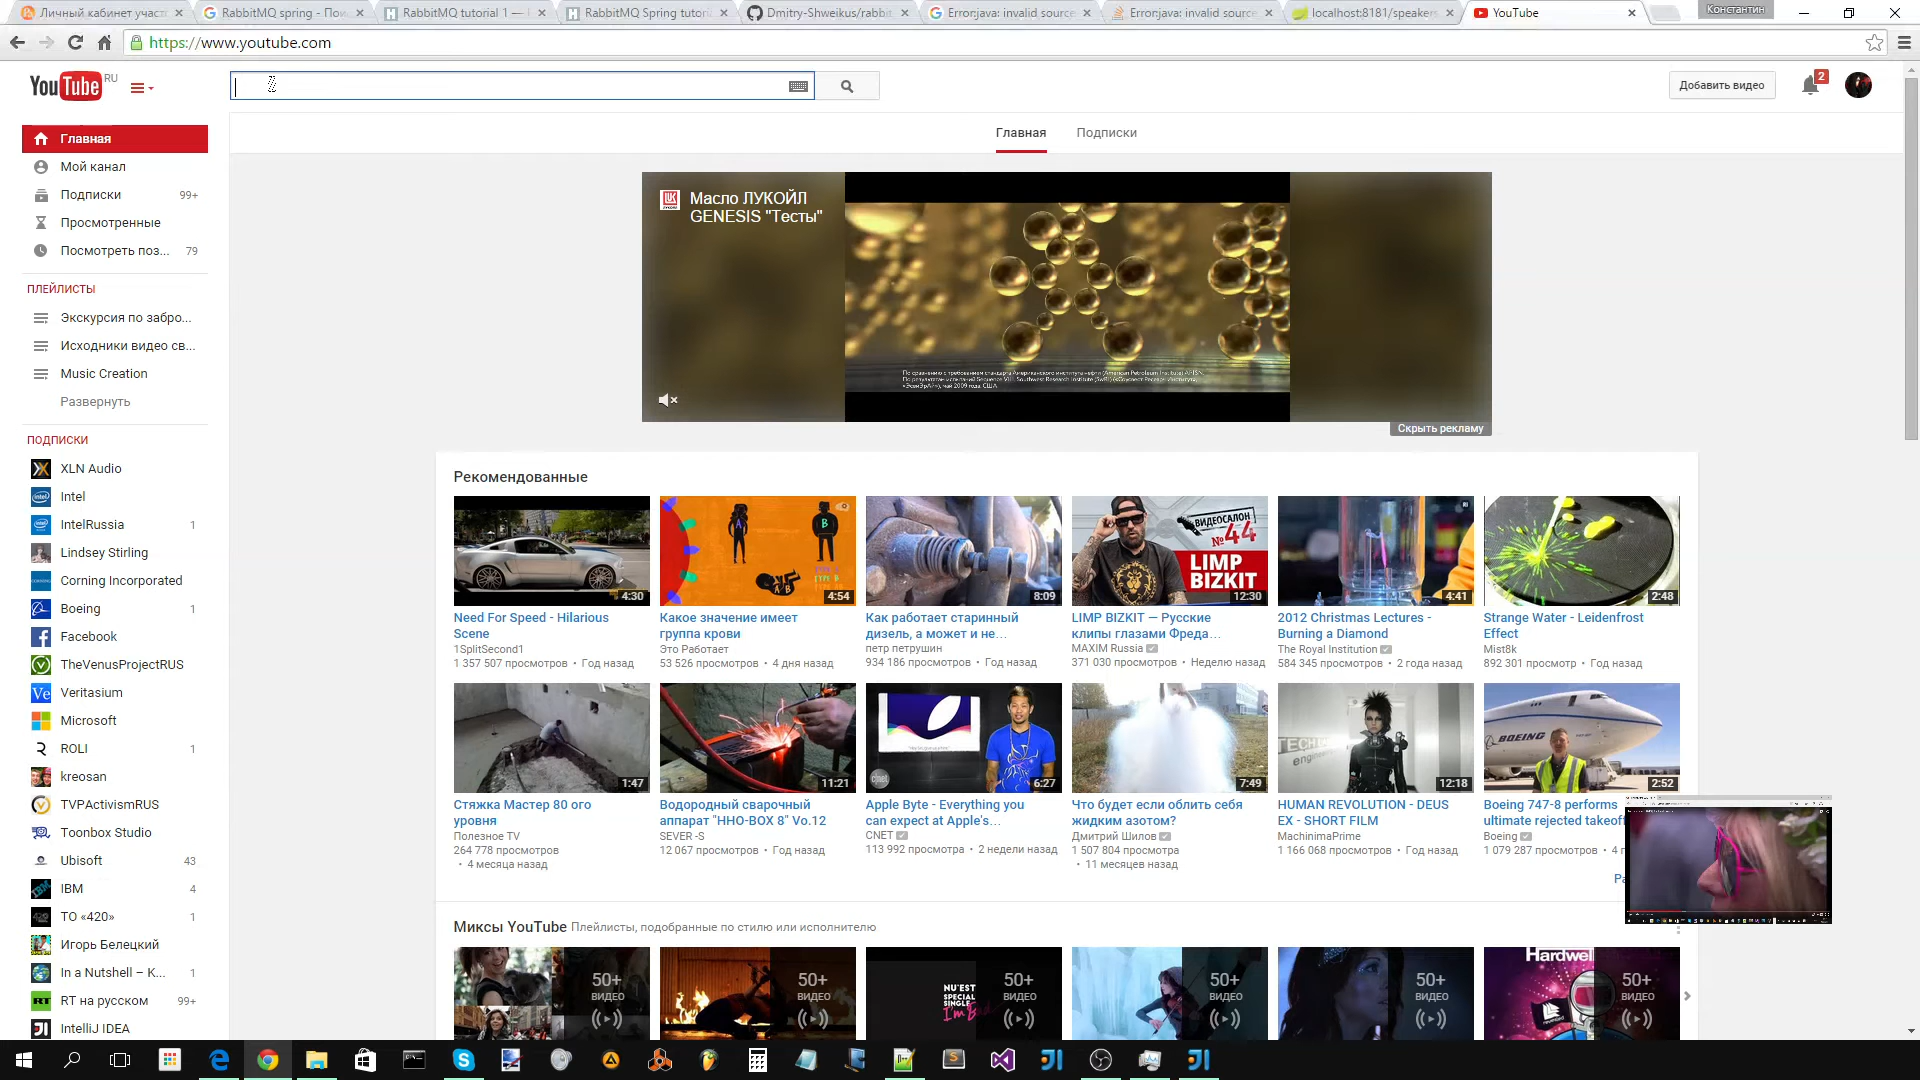 Личный кабинет участ
RabbitMQ spring - Пои
RabbitMQ tutorial 1 —
RabbitMQ Spring tutori
Dmitry-Shweikus/rabbi
Error:java: invalid source
Error:java: invalid source
localhost:8181/speakers
YouTube
Константин
https://www.youtube.com
YouTube RU
Добавить видео
2
Главная
Подписки
Главная
Мой канал
Подписки 99+
Просмотренные
Посмотреть поз... 79
ПЛЕЙЛИСТЫ
Экскурсия по забро...
Исходники видео св...
Music Creation
Развернуть
ПОДПИСКИ
XLN Audio
Intel
IntelRussia 1
Lindsey Stirling
Corning Incorporated
Boeing 1
Facebook
TheVenusProjectRUS
Veritasium
Microsoft
ROLI 1
kreosan
TVPActivismRUS
Toonbox Studio
Ubisoft 43
IBM 4
ТО «420» 1
Игорь Белецкий
In a Nutshell – K... 1
RT на русском 99+
IntelliJ IDEA
Масло ЛУКОЙЛ
GENESIS "Тесты"
Скрыть рекламу
Рекомендованные
4:30
4:54
8:09
ВИДЕОСАЛОН
№44
LIMP
BIZKIT
12:30
4:41
2:48
Need For Speed - Hilarious
Scene
1SplitSecond1
1 357 507 просмотров • Год назад
Какое значение имеет
группа крови
Это Работает
53 526 просмотров • 4 дня назад
Как работает старинный
дизель, а может и не...
петр петрушин
934 186 просмотров • Год назад
LIMP BIZKIT — Русские
клипы глазами Фреда...
MAXIM Russia
371 030 просмотров • Неделю назад
2012 Christmas Lectures -
Burning a Diamond
The Royal Institution
584 345 просмотров • 2 года назад
Strange Water - Leidenfrost
Effect
Mist8k
892 301 просмотр • Год назад
1:47
11:21
cnet
6:27
7:49
12:18
BOEING
2:52
Стяжка Мастер 80 ого
уровня
Полезное TV
264 778 просмотров
• 4 месяца назад
Водородный сварочный
аппарат "HHO-BOX 8" Vo.12
SEVER -S
12 067 просмотров • Год назад
Apple Byte - Everything you
can expect at Apple's...
CNET
113 992 просмотра • 2 недели назад
Что будет если облить себя
жидким азотом?
Дмитрий Шилов
1 507 804 просмотра
• 11 месяцев назад
HUMAN REVOLUTION - DEUS
EX - SHORT FILM
MachinimaPrime
1 166 068 просмотров • Год назад
Boeing 747-8 performs
ultimate rejected takeoff
Boeing
1 079 287 просмотров • 4 г
Ра
Миксы YouTube Плейлисты, подобранные по стилю или исполнителю
50+
ВИДЕО
50+
ВИДЕО
NU'EST
SPECIAL
SINGLE
I'm Bad
50+
ВИДЕО
50+
ВИДЕО
50+
ВИДЕО
Hardwel
50+
ВИДЕО